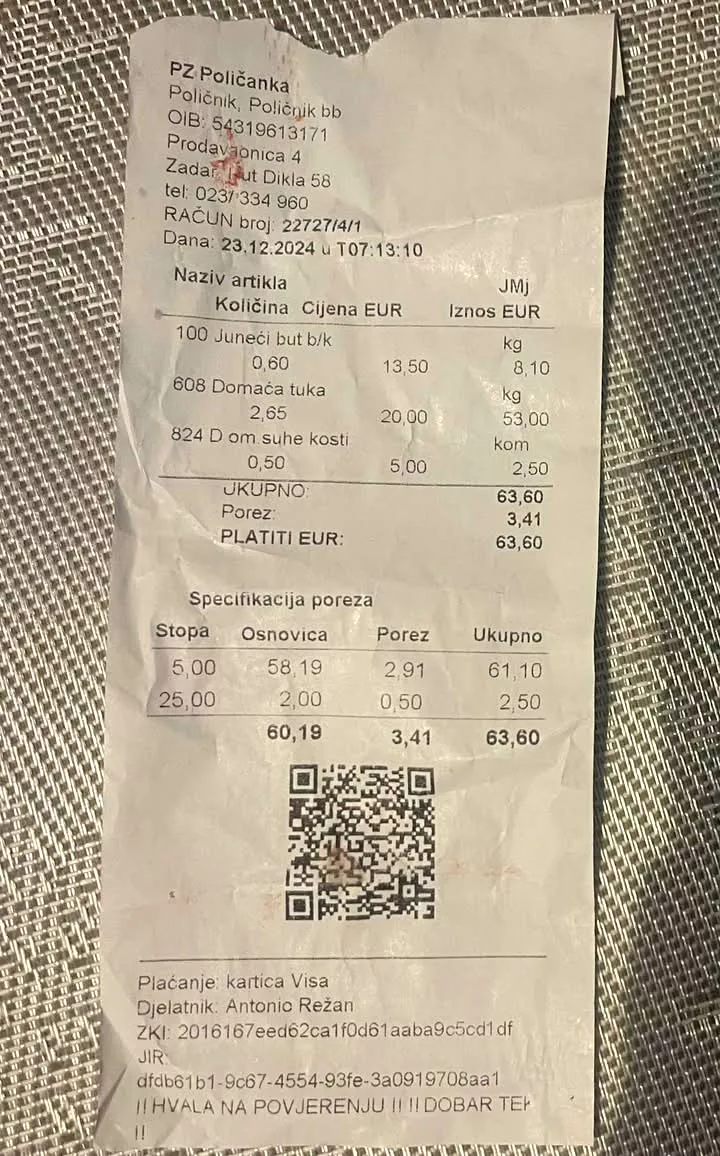 PZ Poličanka
Poličnik, Poličnik bb
OIB: 54319613171
Prodavaonica 4
Zadar, Put Dikla 58
tel: 023/ 334 960
RAČUN broj: 22727/4/1
Dana: 23.12.2024 u T07:13:10
Naziv artikla JMj
Količina Cijena EUR Iznos EUR
100 Juneći but b/k kg
0,60 13,50 8,10
608 Domaća tuka kg
2,65 20,00 53,00
824 D om suhe kosti kom
0,50 5,00 2,50
UKUPNO: 63,60
Porez: 3,41
PLATITI EUR: 63,60
Specifikacija poreza
Stopa Osnovica Porez Ukupno
5,00 58,19 2,91 61,10
25,00 2,00 0,50 2,50
60,19 3,41 63,60
Plaćanje: kartica Visa
Djelatnik: Antonio Režan
ZKI: 2016167eed62ca1f0d61aaba9c5cd1df
JIR:
dfdb61b1-9c67-4554-93fe-3a0919708aa1
!! HVALA NA POVJERENJU !! !! DOBAR TEK
!!